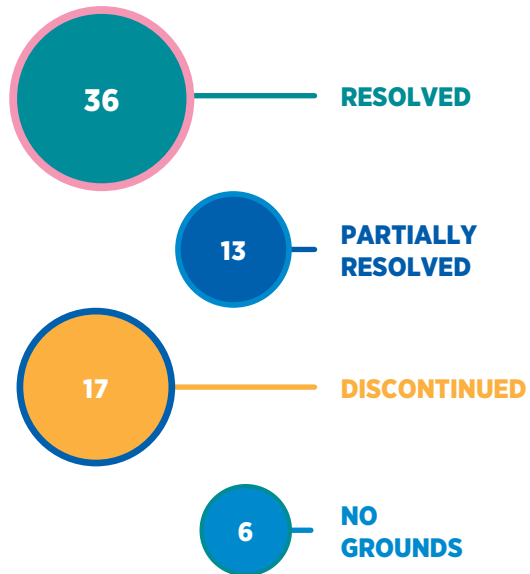 36
RESOLVED
13
PARTIALLY
RESOLVED
17
DISCONTINUED
6
NO
GROUNDS